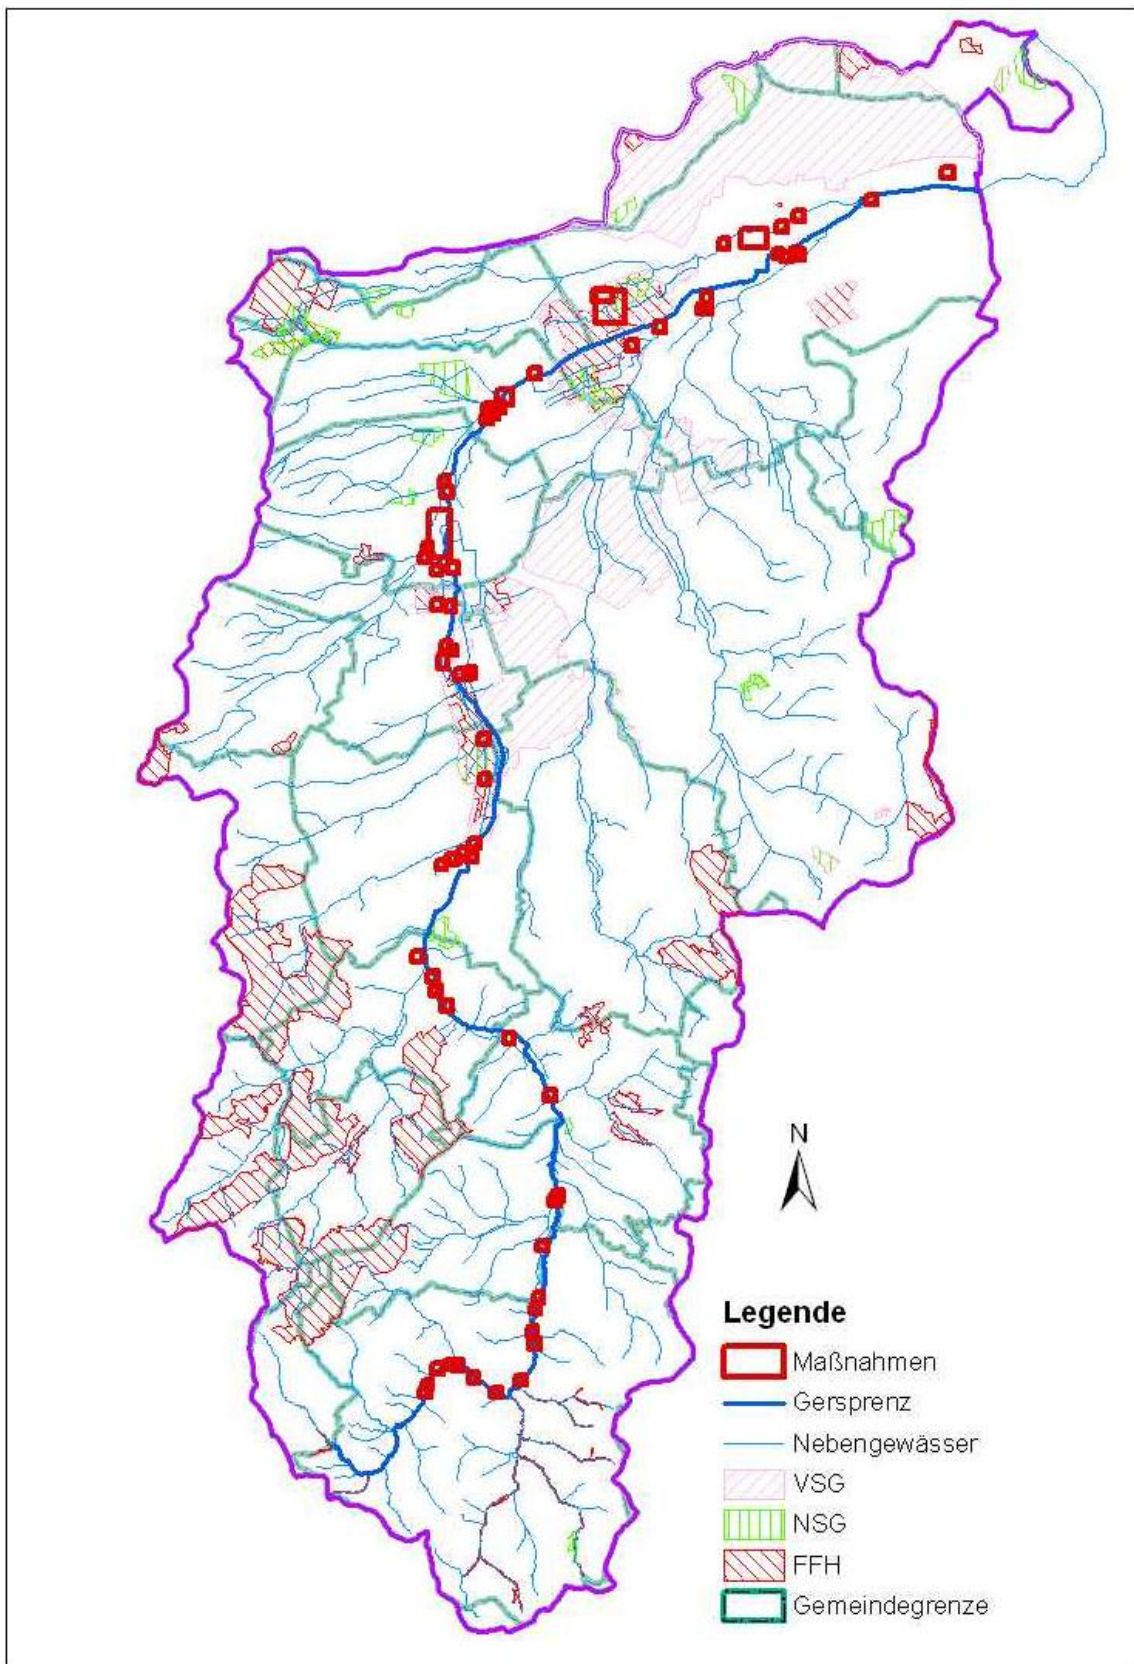 N
Legende
Maßnahmen
Gersprenz
Nebengewässer
VSG
NSG
FFH
Gemeindegrenze